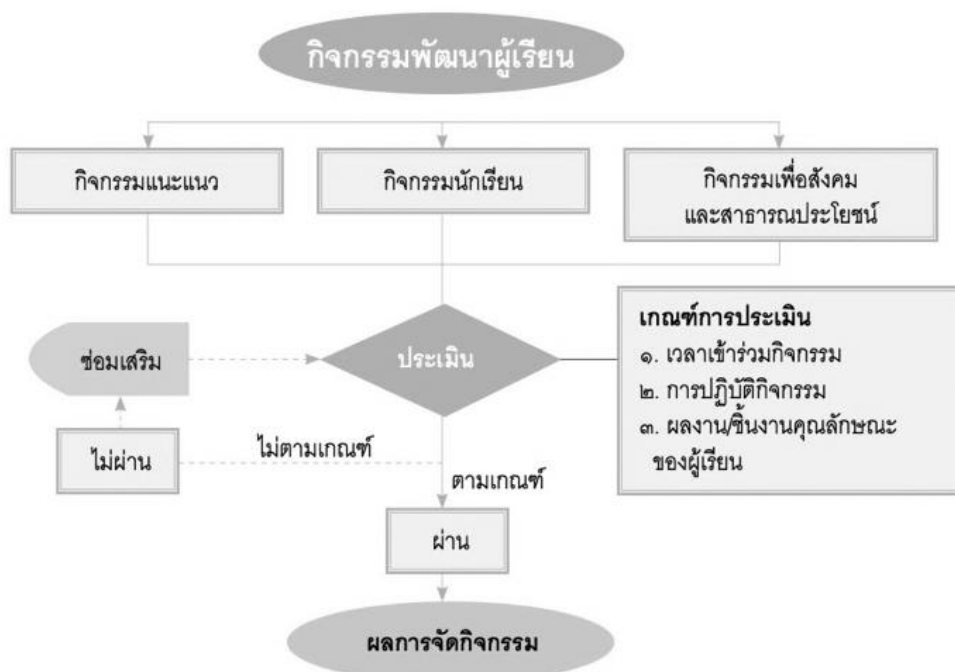 กิจกรรมพัฒนาผู้เรียน
กิจกรรมแนะแนว
กิจกรรมนักเรียน
กิจกรรมเพื่อสังคม
และสาธารณประโยชน์
เกณฑ์การประเมิน
๑. เวลาเข้าร่วมกิจกรรม
๒. การปฏิบัติกิจกรรม
๓. ผลงาน/ชิ้นงานคุณลักษณะ
ของผู้เรียน
ซ่อมเสริม
ประเมิน
ไม่ผ่าน
ไม่ตามเกณฑ์
ตามเกณฑ์
ผ่าน
ผลการจัดกิจกรรม